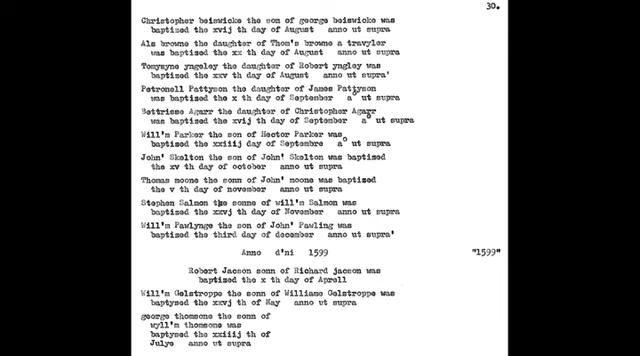 30.
Christopher beiswicke the son of george beiswicke was
baptised the xvij th day of August anno ut supra
Als browne the daughter of Thom's browne a travyler
was baptised the xx th day of August anno ut supra
Tomysyne yngeley the daughter of Robert yngley was
baptised the xxv th day of August anno ut supra'
Petronell Pattyson the daughter of James Pattyson
was baptised the x th day of September a° ut supra
Bettrisse Agarr the daughter of Christopher Agarr
was baptised the xvij th day of September a° ut supra
Will'm Parker the son of Hector Parker was
baptised the xxiiij day of Septembre a° ut supra
John' Skelton the son of John' Skelton was baptised
the xv th day of october anno ut supra
Thomas moone the sonn of John' moone was baptised
the v th day of november anno ut supra
Stephen Salmon the sonne of will'm Salmon was
baptised the xxvj th day of November anno ut supra
Will'm Pawlynge the son of John' Pawling was
baptised the third day of december anno ut supra'
Anno d'ni 1599 "1599"
Robert Jacson sonn of Richard jacson was
baptised the x th day of Aprell
Will'm Gelstroppe the sonn of Williame Gelstroppe was
baptysed the xxvj th of May anno ut supra
george thomsone the sonn of
wyll'm thomsone was
baptysed the xxiiij th of
Julye anno ut supra